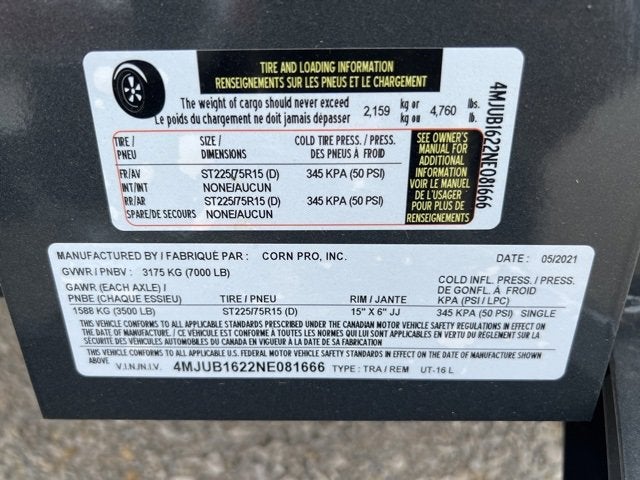 TIRE AND LOADING INFORMATION
RENSEIGNEMENTS SUR LES PNEUS ET LE CHARGEMENT
The weight of cargo should never exceed
Le poids du chargement ne doit jamais dépasser
2,159 kg or ou 4,760 lbs. lb.
TIRE / PNEU SIZE / DIMENSIONS COLD TIRE PRESS. / PRESS. DES PNEUS À FROID
FR/AV ST225/75R15 (D) 345 KPA (50 PSI)
INT/INT NONE/AUCUN
RR/AR ST225/75R15 (D) 345 KPA (50 PSI)
SPARE/DE SECOURS NONE/AUCUN
SEE OWNER'S
MANUAL FOR
ADDITIONAL
INFORMATION
VOIR LE MANUEL
DE L'USAGER
POUR PLUS DE
RENSEIGNEMENTS
4MJUB1622NE081666
MANUFACTURED BY / FABRIQUÉ PAR : CORN PRO, INC. DATE : 05/2021
GVWR / PNBV : 3175 KG (7000 LB)
GAWR (EACH AXLE) /
PNBE (CHAQUE ESSIEU) TIRE / PNEU RIM / JANTE
COLD INFL. PRESS. / PRESS.
DE GONFL. À FROID
KPA (PSI / LPC)
1588 KG (3500 LB) ST225/75R15 (D) 15" X 6" JJ 345 KPA (50 PSI) SINGLE
THIS VEHICLE CONFORMS TO ALL APPLICABLE STANDARDS PRESCRIBED UNDER THE CANADIAN MOTOR VEHICLE SAFETY REGULATIONS IN EFFECT ON
THE DATE OF MANUFACTURE. / CE VÉHICULE EST CONFORME À TOUTES LES NORMES QUI LUI SONT APPLICABLES EN VERTU DU RÈGLEMENT SUR LA
SÉCURITÉ DES VÉHICULES AUTOMOBILES DU CANADA EN VIGUEUR À LA DATE DE SA FABRICATION
THIS VEHICLE CONFORMS TO ALL APPLICABLE U.S. FEDERAL MOTOR VEHICLE SAFETY STANDARDS IN EFFECT ON THE DATE OF MANUFACTURE SHOWN
ABOVE
V.I.N./N.I.V. 4MJUB1622NE081666 TYPE : TRA / REM UT-16 L